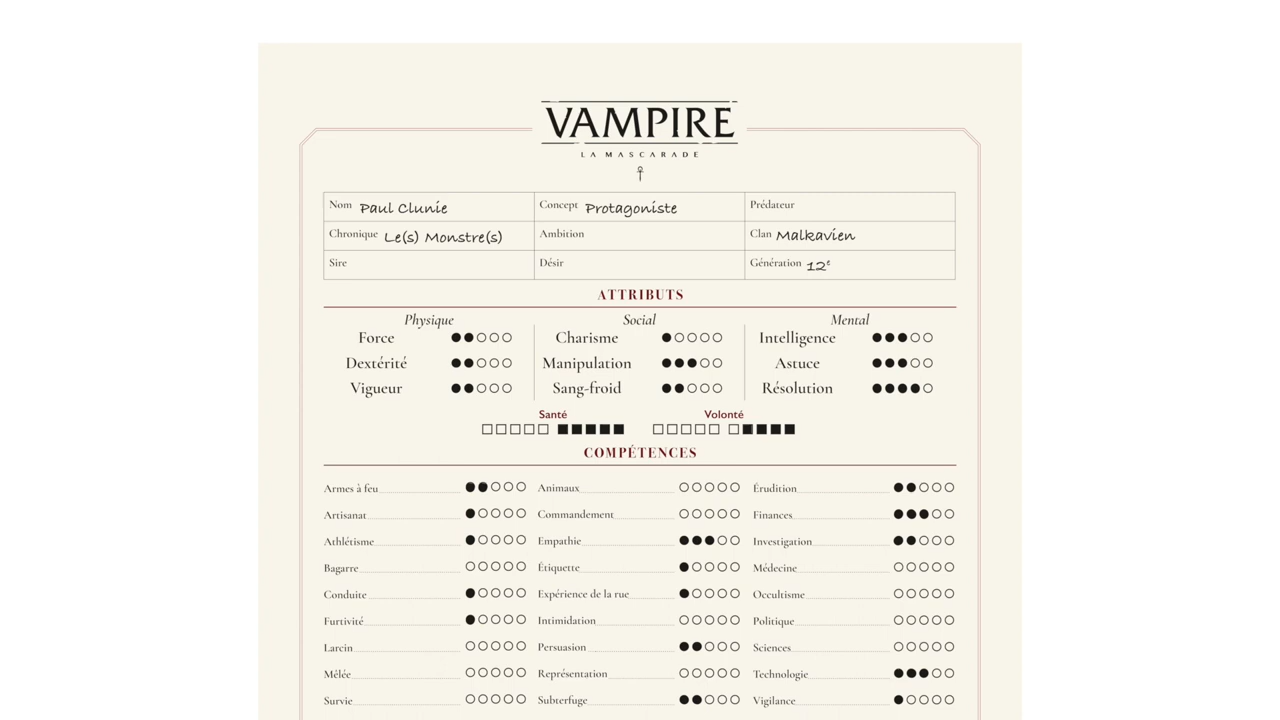 VAMPIRE
LA MASCARADE
Nom Paul Clunie Concept Protagoniste Prédateur
Chronique Le(s) Monstre(s) Ambition Clan Malkavien
Sire Désir Génération 12e
ATTRIBUTS
Physique Social Mental
Force Charisme Intelligence
Dextérité Manipulation Astuce
Vigueur Sang-froid Résolution
Santé Volonté
COMPÉTENCES
Armes à feu Animaux Érudition
Artisanat Commandement Finances
Athlétisme Empathie Investigation
Bagarre Étiquette Médecine
Conduite Expérience de la rue Occultisme
Furtivité Intimidation Politique
Larcin Persuasion Sciences
Mêlée Représentation Technologie
Survie Subterfuge Vigilance